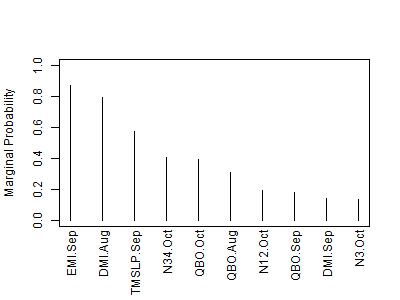 Marginal Probability
1.0
0.8
0.6
0.4
0.2
0.0
EMI.Sep
DMI.Aug
TMSLP.Sep
N34.Oct
QBO.Oct
QBO.Aug
N12.Oct
QBO.Sep
DMI.Sep
N3.Oct